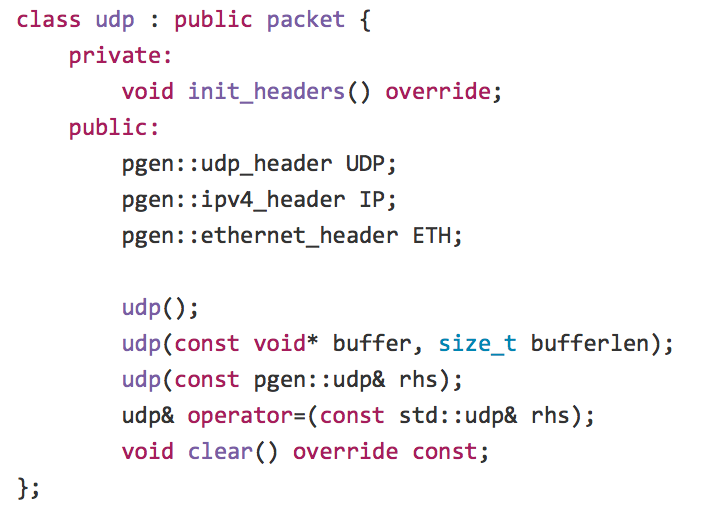 class udp : public packet {
    private:
        void init_headers() override;
    public:
        pgen::udp_header UDP;
        pgen::ipv4_header IP;
        pgen::ethernet_header ETH;

        udp();
        udp(const void* buffer, size_t bufferlen);
        udp(const pgen::udp& rhs);
        udp& operator=(const std::udp& rhs);
        void clear() override const;
};